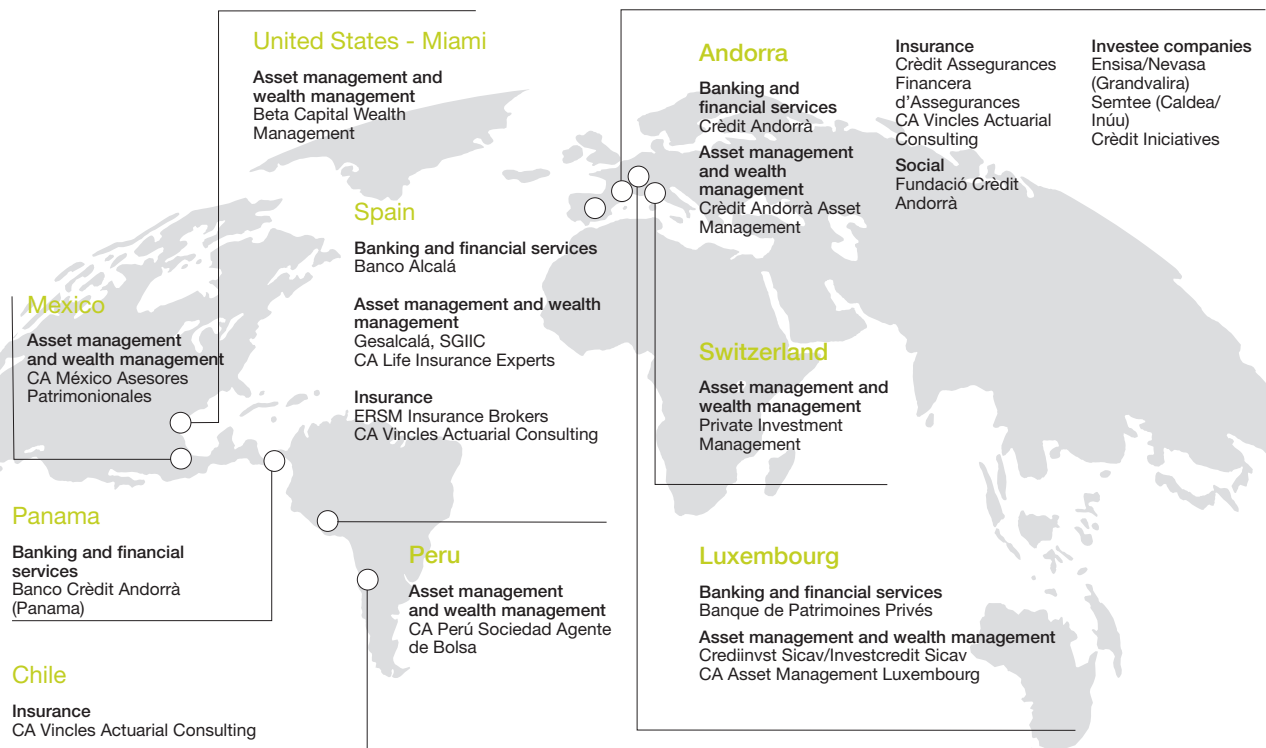 United States - Miami
Asset management and
wealth management
Beta Capital Wealth
Management
Andorra
Banking and
financial services
Crèdit Andorrà
Asset management
and wealth
management
Crèdit Andorrà Asset
Management
Insurance
Crèdit Assegurances
Financera
d’Assegurances
CA Vincles Actuarial
Consulting
Social
Fundació Crèdit
Andorrà
Investee companies
Ensisa/Nevasa
(Grandvalira)
Semtee (Caldea/
Inúu)
Crèdit Iniciatives
Spain
Banking and financial services
Banco Alcalá
Asset management and wealth
management
Gesalcalá, SGIIC
CA Life Insurance Experts
Insurance
ERSM Insurance Brokers
CA Vincles Actuarial Consulting
Mexico
Asset management
and wealth management
CA México Asesores
Patrimonionales
Switzerland
Asset management and
wealth management
Private Investment
Management
Panama
Banking and financial
services
Banco Crèdit Andorrà
(Panama)
Peru
Asset management
and wealth management
CA Perú Sociedad Agente
de Bolsa
Luxembourg
Banking and financial services
Banque de Patrimoines Privés
Asset management and wealth management
Crediinvst Sicav/Investcredit Sicav
CA Asset Management Luxembourg
Chile
Insurance
CA Vincles Actuarial Consulting